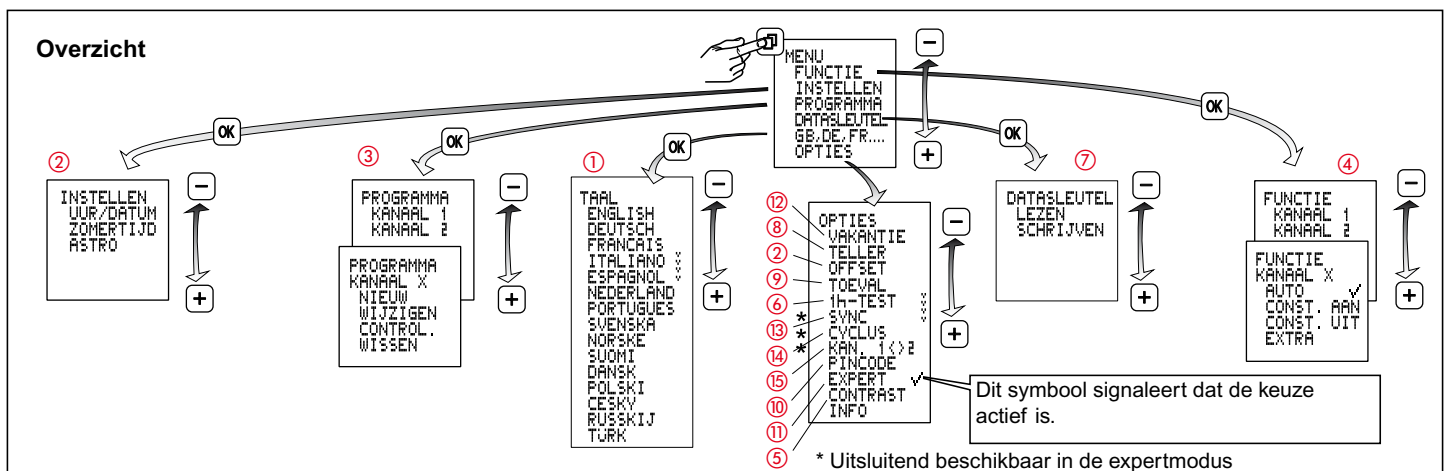 Overzicht
MENU
FUNCTIE
INSTELLEN
PROGRAMMA
DATASLEUTEL
GB,DE,FR....
OPTIES
−
+
OK
OK
OK
OK
OK
②
INSTELLEN
UUR/DATUM
ZOMERTIJD
ASTRO
−
+
③
PROGRAMMA
KANAAL 1
KANAAL 2
PROGRAMMA
KANAAL X
NIEUW
WIJZIGEN
CONTROL.
WISSEN
−
+
①
TAAL
ENGLISH
DEUTSCH
FRANCAIS
ITALIANO
ESPAGNOL
NEDERLAND
PORTUGUES
SVENSKA
NORSKE
SUOMI
DANSK
POLSKI
CESKY
RUSSKIJ
TÜRK
−
+
OPTIES
⑫ VAKANTIE
⑧ TELLER
② OFFSET
⑨ TOEVAL
⑥ 1h-TEST
⑬ * SYNC
⑭ * CYCLUS
⑮ * KAN. 1<>2
⑩ PINCODE
⑪ EXPERT ✓
⑤ CONTRAST
INFO
−
+
Dit symbool signaleert dat de keuze
actief is.
* Uitsluitend beschikbaar in de expertmodus
⑦
DATASLEUTEL
LEZEN
SCHRIJVEN
−
+
④
FUNCTIE
KANAAL 1
KANAAL 2
FUNCTIE
KANAAL X
AUTO ✓
CONST. AAN
CONST. UIT
EXTRA
−
+